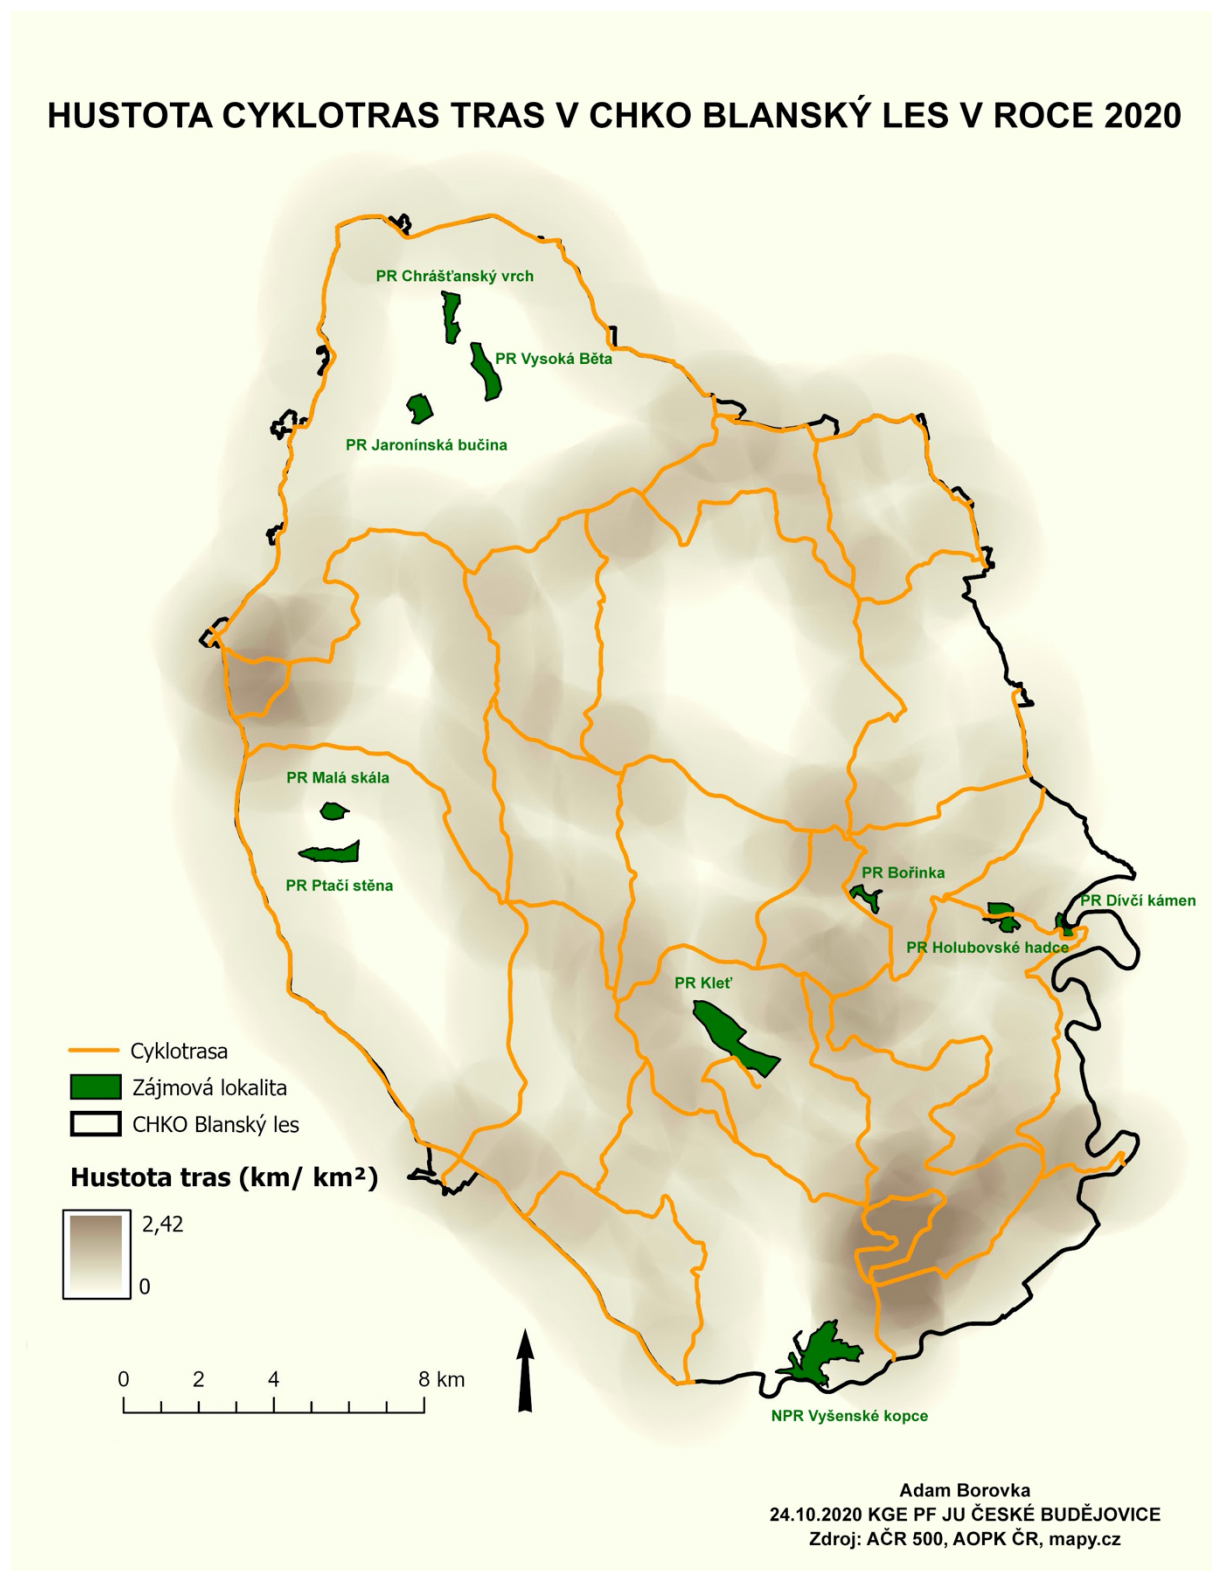 HUSTOTA CYKLOTRAS TRAS V CHKO BLANSKÝ LES V ROCE 2020
PR Chrášťanský vrch
PR Vysoká Běta
PR Jaronínská bučina
PR Malá skála
PR Ptačí stěna
PR Bořinka
PR Dívčí kámen
PR Holubovské hadce
PR Kleť
Cyklotrasa
Zájmová lokalita
CHKO Blanský les
Hustota tras (km/ km²)
2,42
0
0 2 4 8 km
NPR Vyšenské kopce
Adam Borovka
24.10.2020 KGE PF JU ČESKÉ BUDĚJOVICE
Zdroj: AČR 500, AOPK ČR, mapy.cz